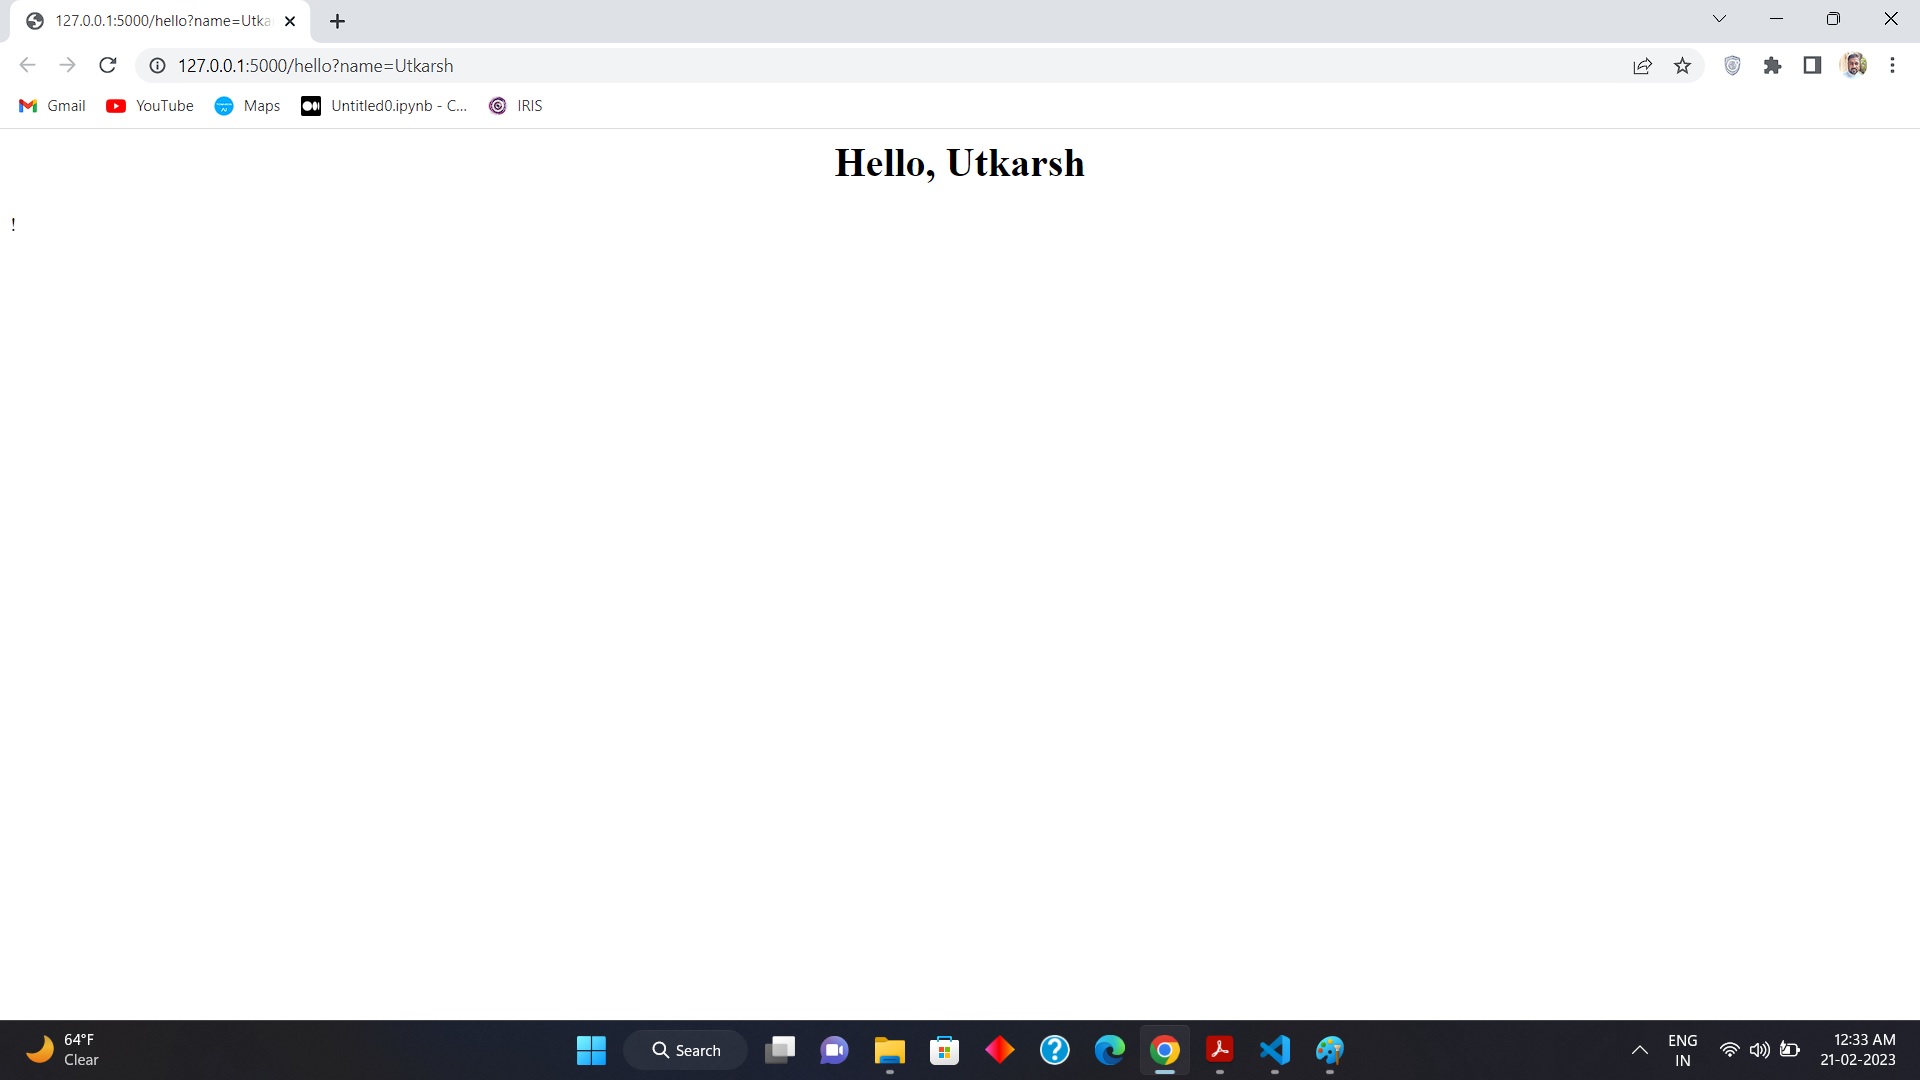 127.0.0.1:5000/hello?name=Utka
127.0.0.1:5000/hello?name=Utkarsh
Gmail
YouTube
Maps
Untitled0.ipynb - C...
IRIS
Hello, Utkarsh
!
64°F
Clear
Search
ENG
IN
12:33 AM
21-02-2023